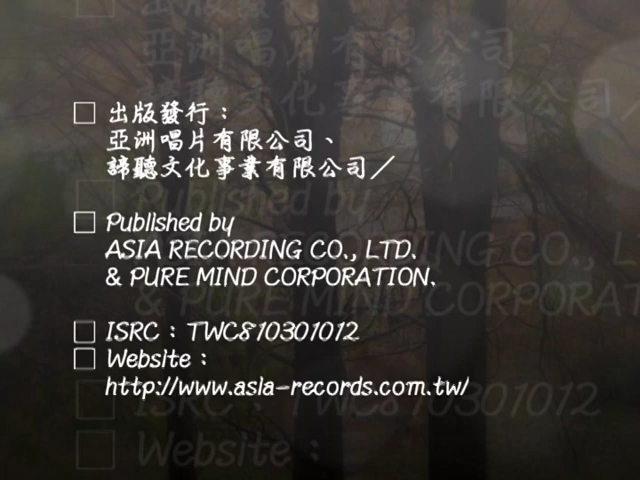 □ 出版發行：
亞洲唱片有限公司、
諦聽文化事業有限公司／
□ Published by
ASIA RECORDING CO., LTD.
& PURE MIND CORPORATION.
□ ISRC：TWC810301012
□ Website：
http://www.asia-records.com.tw/